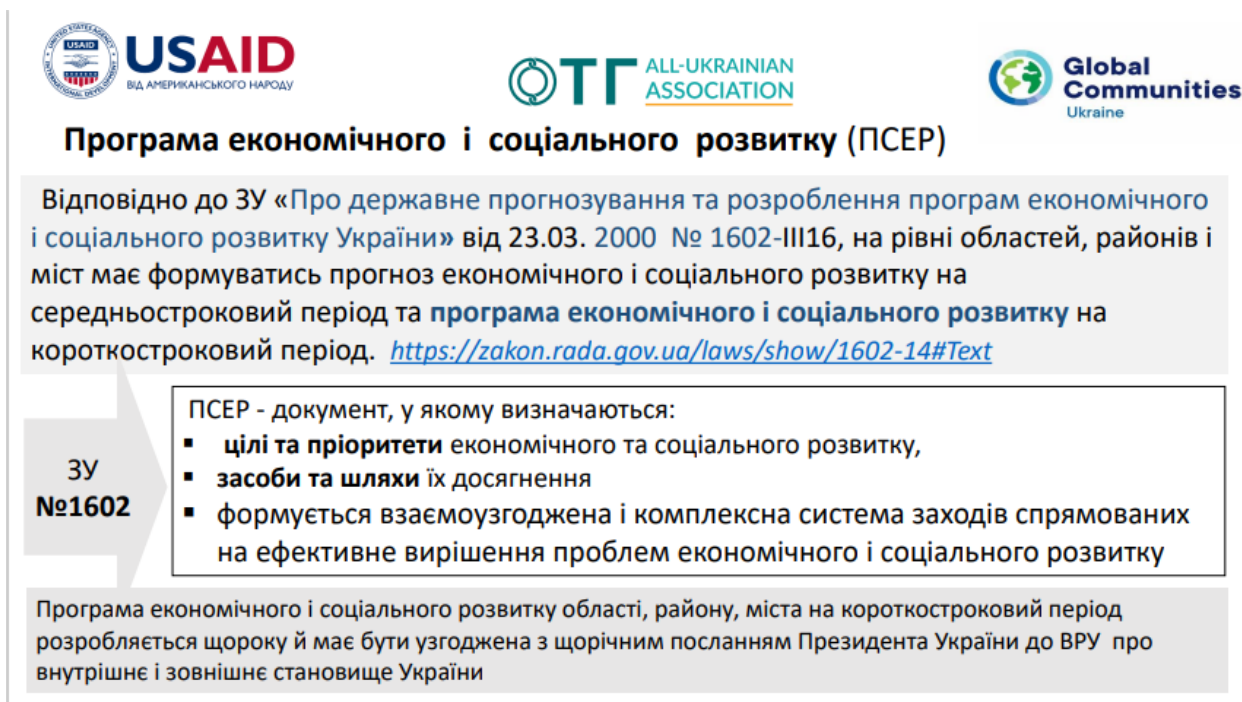 USAID
USAID
ВІД АМЕРИКАНСЬКОГО НАРОДУ
ОТГ
ALL-UKRAINIAN
ASSOCIATION
Global
Communities
Ukraine
Програма економічного і соціального розвитку (ПСЕР)
Відповідно до ЗУ «Про державне прогнозування та розроблення програм економічного
і соціального розвитку України» від 23.03. 2000 № 1602-III16, на рівні областей, районів і
міст має формуватись прогноз економічного і соціального розвитку на
середньостроковий період та програма економічного і соціального розвитку на
короткостроковий період. https://zakon.rada.gov.ua/laws/show/1602-14#Text
ЗУ
№1602
ПСЕР - документ, у якому визначаються:
▪ цілі та пріоритети економічного та соціального розвитку,
▪ засоби та шляхи їх досягнення
▪ формується взаємоузгоджена і комплексна система заходів спрямованих
на ефективне вирішення проблем економічного і соціального розвитку
Програма економічного і соціального розвитку області, району, міста на короткостроковий період
розробляється щороку й має бути узгоджена з щорічним посланням Президента України до ВРУ про
внутрішнє і зовнішнє становище України